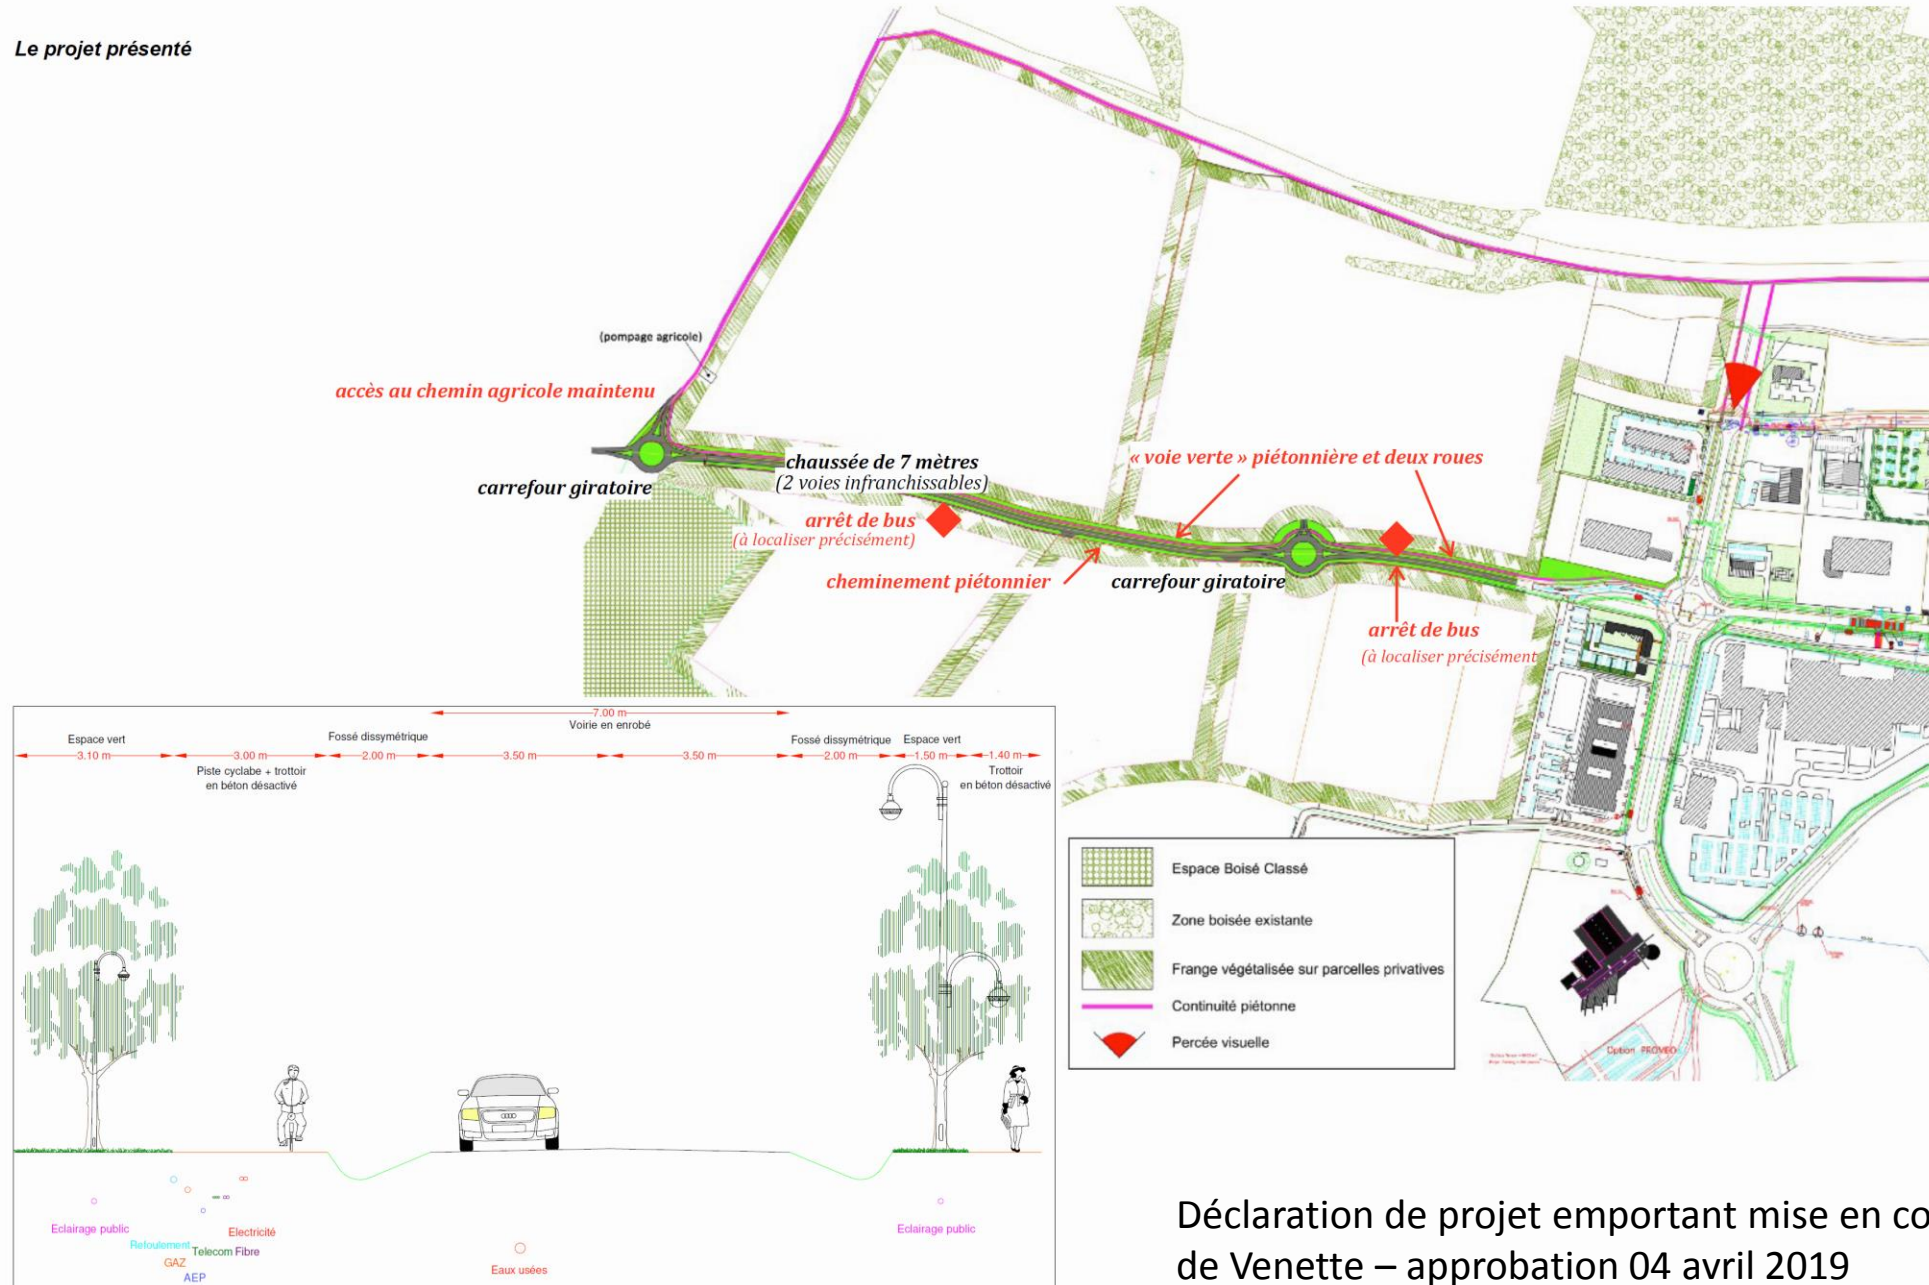 Le projet présenté
(pompage agricole)
accès au chemin agricole maintenu
chaussée de 7 mètres
(2 voies infranchissables)
« voie verte » piétonnière et deux roues
carrefour giratoire
arrêt de bus
(à localiser précisément)
cheminement piétonnier
carrefour giratoire
arrêt de bus
(à localiser précisément
7.00 m
Voirie en enrobé
Espace vert
Fossé dissymétrique
Fossé dissymétrique
Espace vert
3.10 m
3.00 m
2.00 m
3.50 m
3.50 m
2.00 m
1.50 m
1.40 m
Piste cyclabe + trottoir
en béton désactivé
Trottoir
en béton désactivé
Espace Boisé Classé
Zone boisée existante
Frange végétalisée sur parcelles privatives
Continuité piétonne
Percée visuelle
Option PROMEO
Eclairage public
Electricité
Refoulement
Telecom
Fibre
GAZ
AEP
Eaux usées
Eclairage public
Déclaration de projet emportant mise en co
de Venette – approbation 04 avril 2019